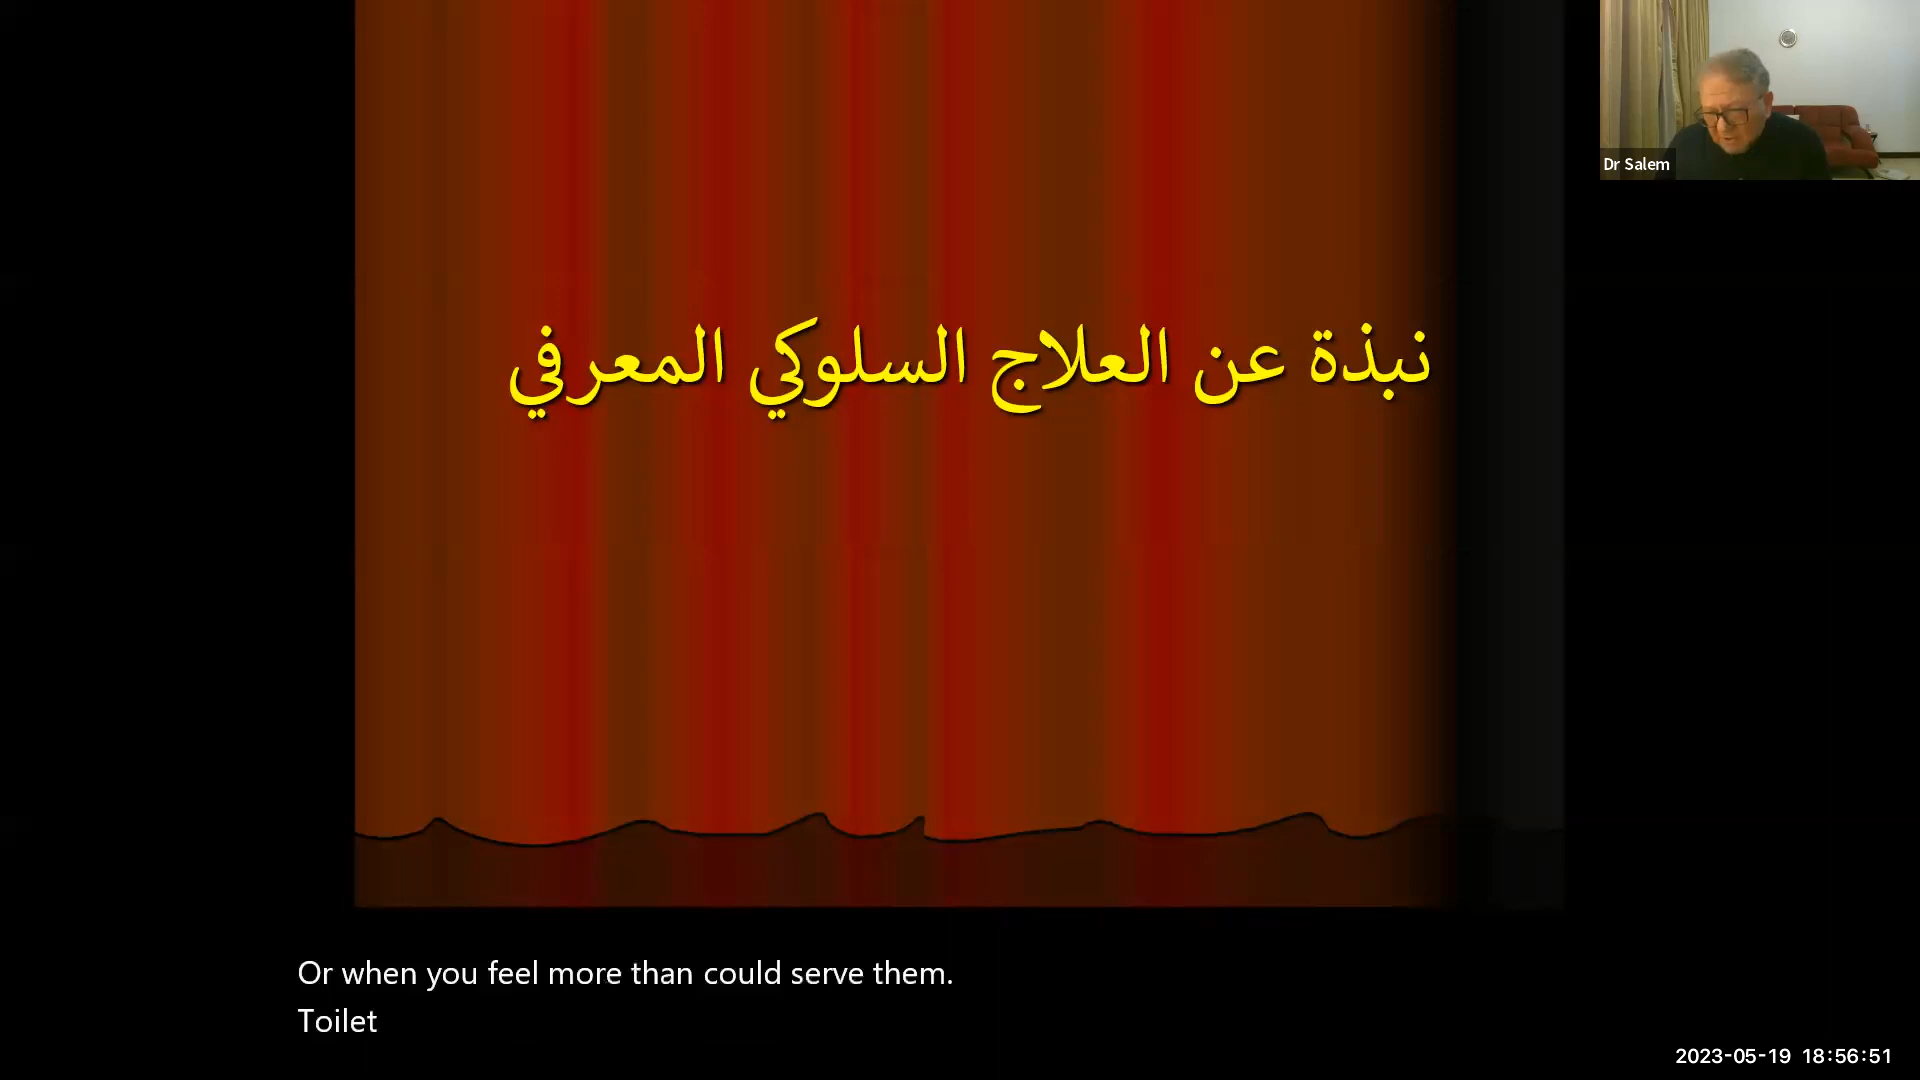 Dr Salem
نبذة عن العلاج السلوكي المعرفي
Or when you feel more than could serve them.
Toilet
2023-05-19 18:56:51